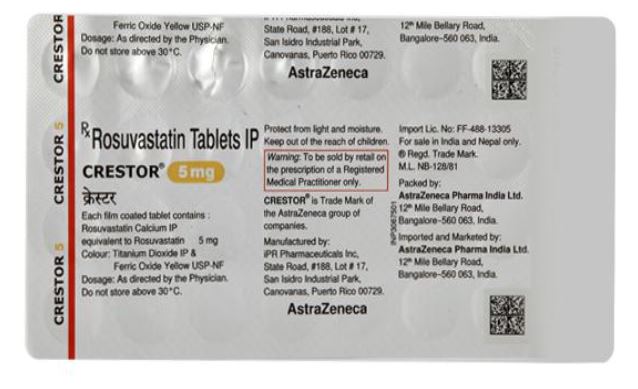 CRESTOR
Ferric Oxide Yellow USP-NF
Dosage: As directed by the Physician.
Do not store above 30°C.
State Road, #188, Lot # 17,
San Isidro Industrial Park,
Canovanas, Puerto Rico 00729.
AstraZeneca
12th Mile Bellary Road,
Bangalore-560 063, India.
CRESTOR 5
CRESTOR 5
Rx Rosuvastatin Tablets IP
CRESTOR® 5 mg
क्रेस्टर
Each film coated tablet contains :
Rosuvastatin Calcium IP
equivalent to Rosuvastatin 5 mg
Colour: Titanium Dioxide IP &
Ferric Oxide Yellow USP-NF
Dosage: As directed by the Physician.
Do not store above 30°C.
Protect from light and moisture.
Keep out of the reach of children.
Warning: To be sold by retail on
the prescription of a Registered
Medical Practitioner only.
CRESTOR® is Trade Mark of
the AstraZeneca group of
companies.
Manufactured by:
iPR Pharmaceuticals Inc,
State Road, #188, Lot # 17,
San Isidro Industrial Park,
Canovanas, Puerto Rico 00729.
AstraZeneca
Import Lic. No: FF-488-13305
For sale in India and Nepal only.
® Regd. Trade Mark.
M.L. NB-128/81
Packed by:
AstraZeneca Pharma India Ltd.
12th Mile Bellary Road,
Bangalore-560 063, India.
Imported and Marketed by:
AstraZeneca Pharma India Ltd.
12th Mile Bellary Road,
Bangalore-560 063, India.